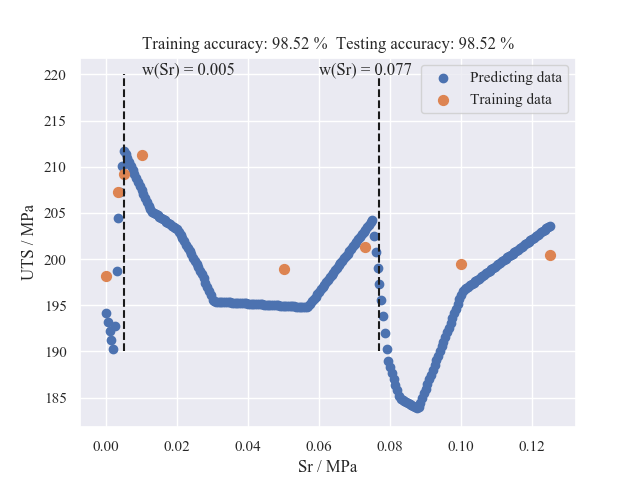 Training accuracy: 98.52 %  Testing accuracy: 98.52 %
w(Sr) = 0.005
w(Sr) = 0.077
Predicting data
Training data
220
215
210
205
200
195
190
185
UTS / MPa
0.00 0.02 0.04 0.06 0.08 0.10 0.12
Sr / MPa